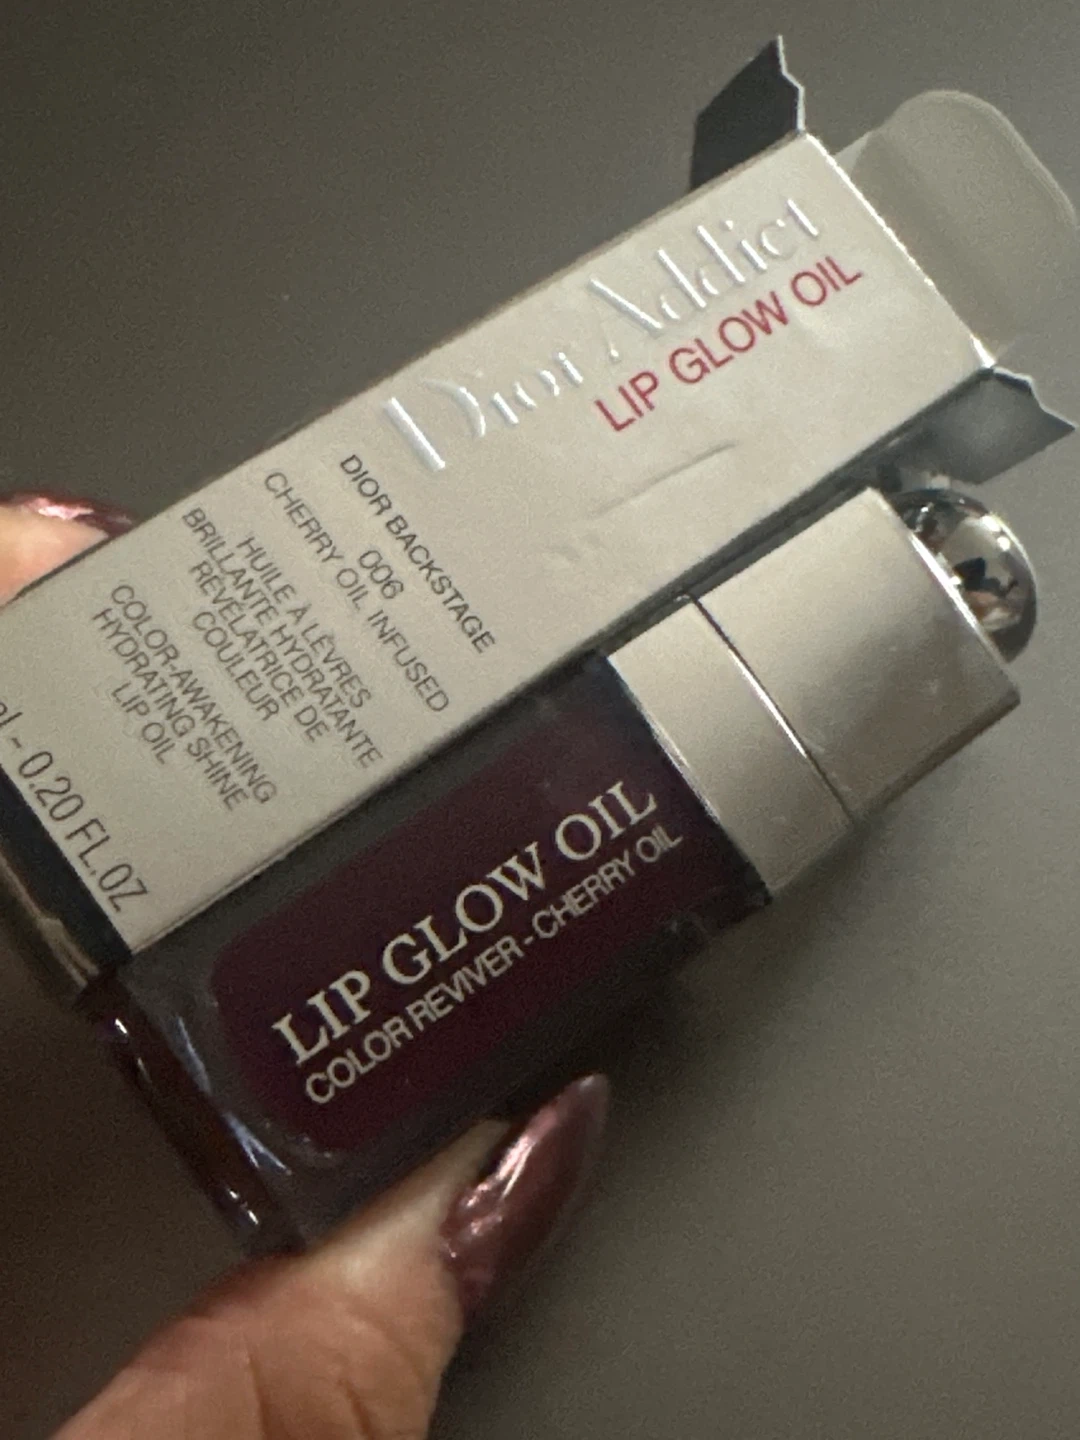 Dior Addict
LIP GLOW OIL
DIOR BACKSTAGE
006
CHERRY OIL INFUSED
HUILE À LÈVRES
BRILLANTE HYDRATANTE
RÉVÉLATRICE DE
COULEUR
COLOR-AWAKENING
HYDRATING SHINE
LIP OIL
- 0.20 FL.OZ
LIP GLOW OIL
COLOR REVIVER - CHERRY OIL